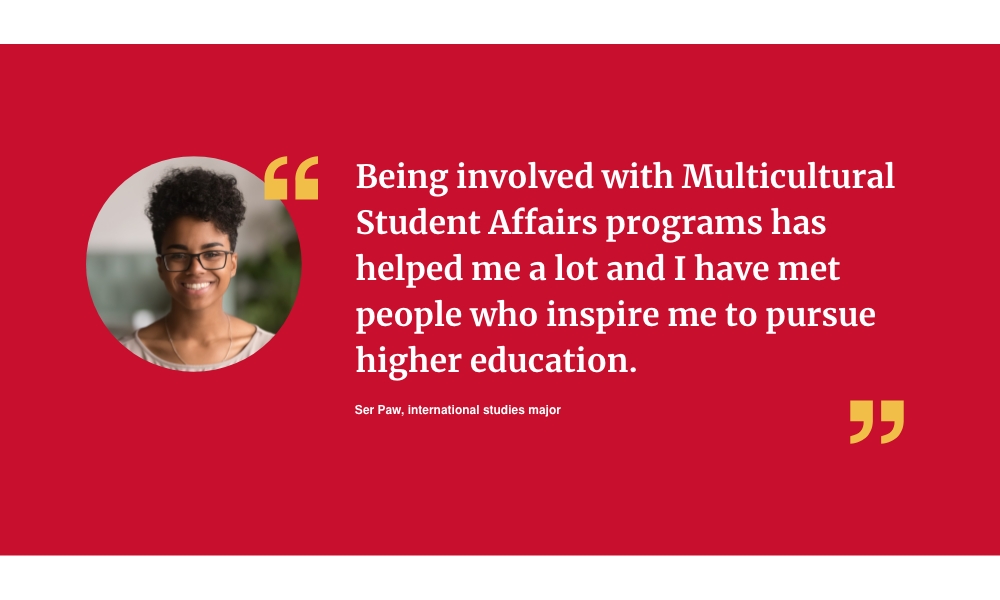 Being involved with Multicultural
Student Affairs programs has
helped me a lot and I have met
people who inspire me to pursue
higher education.
Ser Paw, international studies major